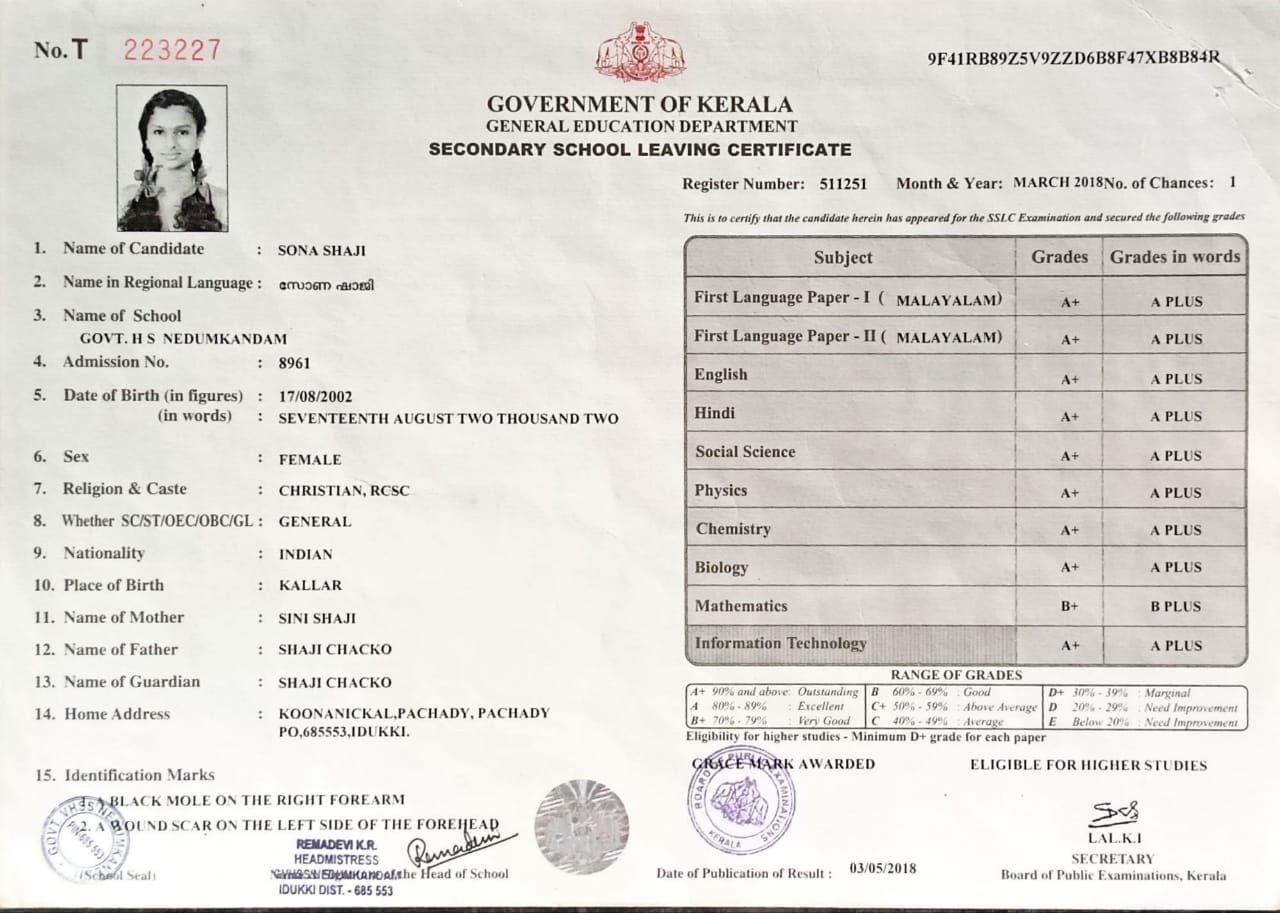 No. T 223227
9F41RB89Z5V9ZZD6B8F47XB8B84R
GOVERNMENT OF KERALA
GENERAL EDUCATION DEPARTMENT
SECONDARY SCHOOL LEAVING CERTIFICATE
Register Number: 511251 Month & Year: MARCH 2018 No. of Chances: 1
This is to certify that the candidate herein has appeared for the SSLC Examination and secured the following grades
1. Name of Candidate : SONA SHAJI
2. Name in Regional Language : സോണ ഷാജി
3. Name of School
GOVT. H S NEDUMKANDAM
4. Admission No. : 8961
5. Date of Birth (in figures) : 17/08/2002
(in words) : SEVENTEENTH AUGUST TWO THOUSAND TWO
6. Sex : FEMALE
7. Religion & Caste : CHRISTIAN, RCSC
8. Whether SC/ST/OEC/OBC/GL : GENERAL
9. Nationality : INDIAN
10. Place of Birth : KALLAR
11. Name of Mother : SINI SHAJI
12. Name of Father : SHAJI CHACKO
13. Name of Guardian : SHAJI CHACKO
14. Home Address : KOONANICKAL,PACHADY, PACHADY
PO,685553,IDUKKI.
15. Identification Marks
1. A BLACK MOLE ON THE RIGHT FOREARM
2. A WOUND SCAR ON THE LEFT SIDE OF THE FOREHEAD
GOVT. VHSS NEDUMKANDAM
PIN-685 553
(School Seal)
REMADEVI K.R.
HEADMISTRESS
GVHSS NEDUMKANDAM
IDUKKI DIST. - 685 553
Remadevi
the Head of School
Subject Grades Grades in words
First Language Paper - I ( MALAYALAM) A+ A PLUS
First Language Paper - II ( MALAYALAM) A+ A PLUS
English A+ A PLUS
Hindi A+ A PLUS
Social Science A+ A PLUS
Physics A+ A PLUS
Chemistry A+ A PLUS
Biology A+ A PLUS
Mathematics B+ B PLUS
Information Technology A+ A PLUS
RANGE OF GRADES
A+ 90% and above: Outstanding B 60% - 69% : Good D+ 30% - 39% : Marginal
A 80% - 89% : Excellent C+ 50% - 59% : Above Average D 20% - 29% : Need Improvement
B+ 70% - 79% : Very Good C 40% - 49% : Average E Below 20% : Need Improvement
Eligibility for higher studies - Minimum D+ grade for each paper
GRACE MARK AWARDED ELIGIBLE FOR HIGHER STUDIES
BOARD OF PUBLIC EXAMINATIONS
KERALA
LAL.K.I
SECRETARY
Date of Publication of Result : 03/05/2018 Board of Public Examinations, Kerala